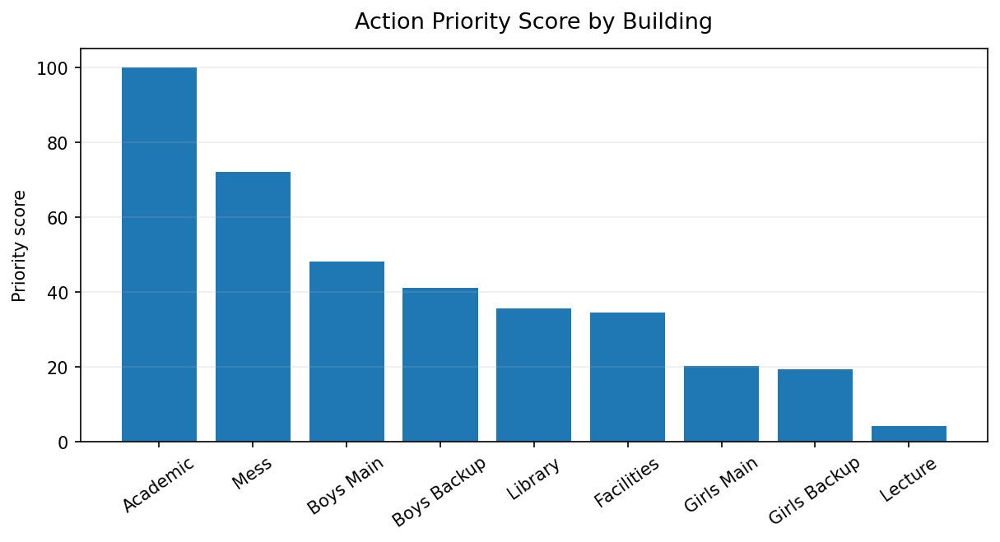 Action Priority Score by Building
Priority score
100
80
60
40
20
0
Academic
Mess
Boys Main
Boys Backup
Library
Facilities
Girls Main
Girls Backup
Lecture